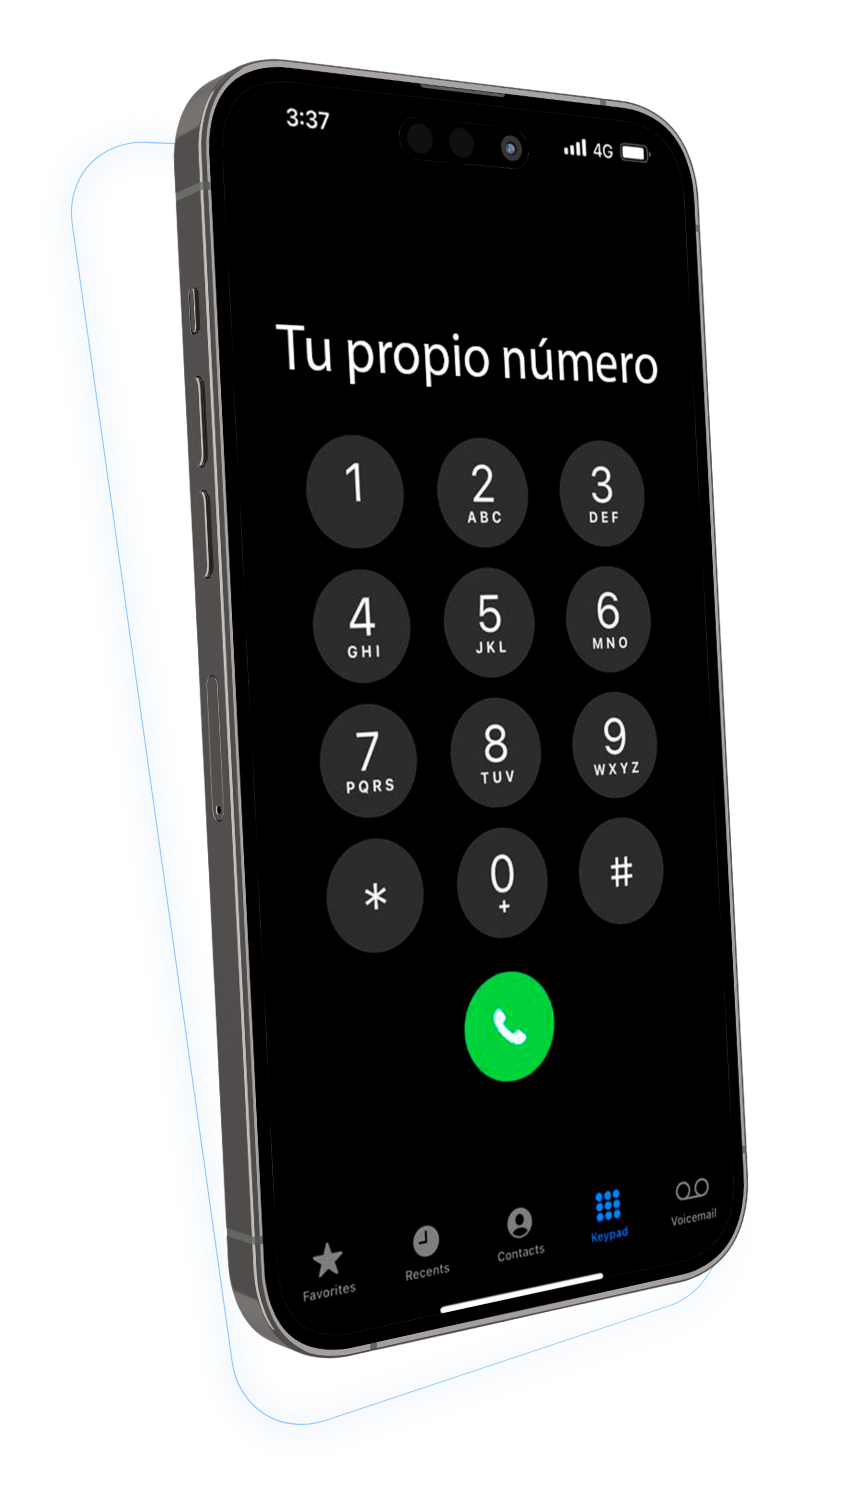 3:37 4G
Tu propio número
1 2 3
ABC DEF
4 5 6
GHI JKL MNO
7 8 9
PQRS TUV WXYZ
* 0 #
+
Favorites Recents Contacts Keypad Voicemail